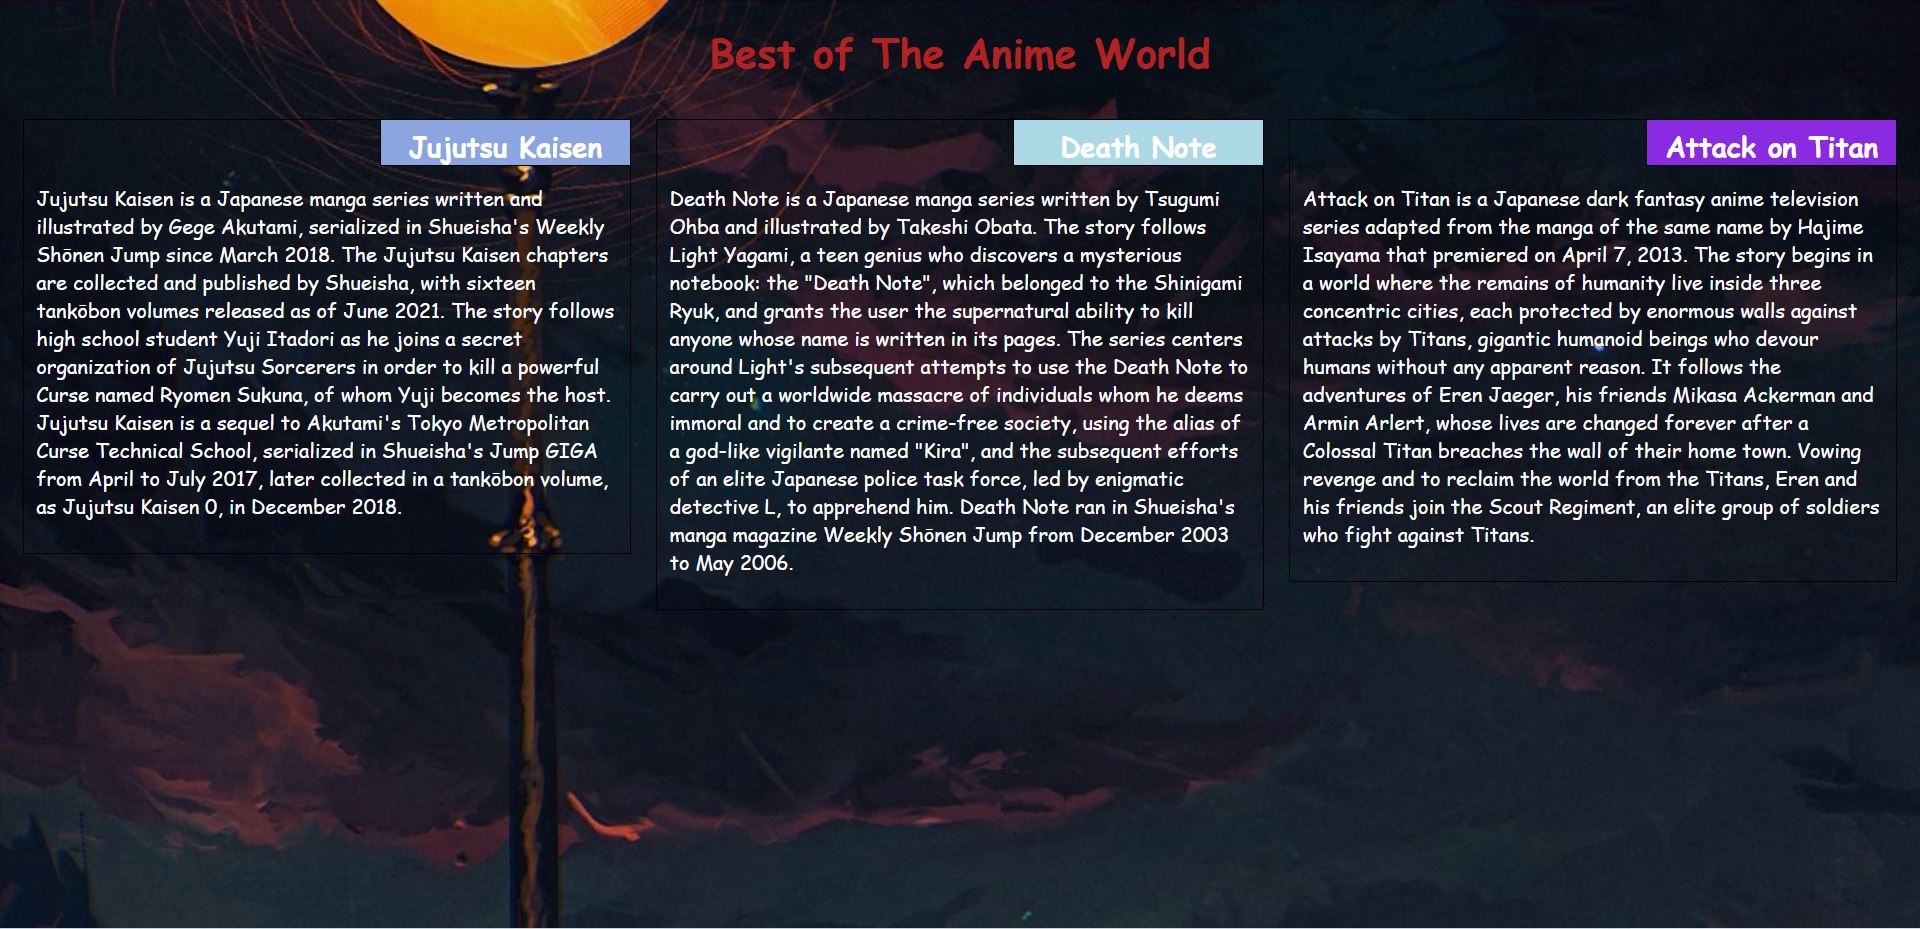 Best of The Anime World
Jujutsu Kaisen
Jujutsu Kaisen is a Japanese manga series written and
illustrated by Gege Akutami, serialized in Shueisha's Weekly
Shōnen Jump since March 2018. The Jujutsu Kaisen chapters
are collected and published by Shueisha, with sixteen
tankōbon volumes released as of June 2021. The story follows
high school student Yuji Itadori as he joins a secret
organization of Jujutsu Sorcerers in order to kill a powerful
Curse named Ryomen Sukuna, of whom Yuji becomes the host.
Jujutsu Kaisen is a sequel to Akutami's Tokyo Metropolitan
Curse Technical School, serialized in Shueisha's Jump GIGA
from April to July 2017, later collected in a tankōbon volume,
as Jujutsu Kaisen 0, in December 2018.
Death Note
Death Note is a Japanese manga series written by Tsugumi
Ohba and illustrated by Takeshi Obata. The story follows
Light Yagami, a teen genius who discovers a mysterious
notebook: the "Death Note", which belonged to the Shinigami
Ryuk, and grants the user the supernatural ability to kill
anyone whose name is written in its pages. The series centers
around Light's subsequent attempts to use the Death Note to
carry out a worldwide massacre of individuals whom he deems
immoral and to create a crime-free society, using the alias of
a god-like vigilante named "Kira", and the subsequent efforts
of an elite Japanese police task force, led by enigmatic
detective L, to apprehend him. Death Note ran in Shueisha's
manga magazine Weekly Shōnen Jump from December 2003
to May 2006.
Attack on Titan
Attack on Titan is a Japanese dark fantasy anime television
series adapted from the manga of the same name by Hajime
Isayama that premiered on April 7, 2013. The story begins in
a world where the remains of humanity live inside three
concentric cities, each protected by enormous walls against
attacks by Titans, gigantic humanoid beings who devour
humans without any apparent reason. It follows the
adventures of Eren Jaeger, his friends Mikasa Ackerman and
Armin Arlert, whose lives are changed forever after a
Colossal Titan breaches the wall of their home town. Vowing
revenge and to reclaim the world from the Titans, Eren and
his friends join the Scout Regiment, an elite group of soldiers
who fight against Titans.